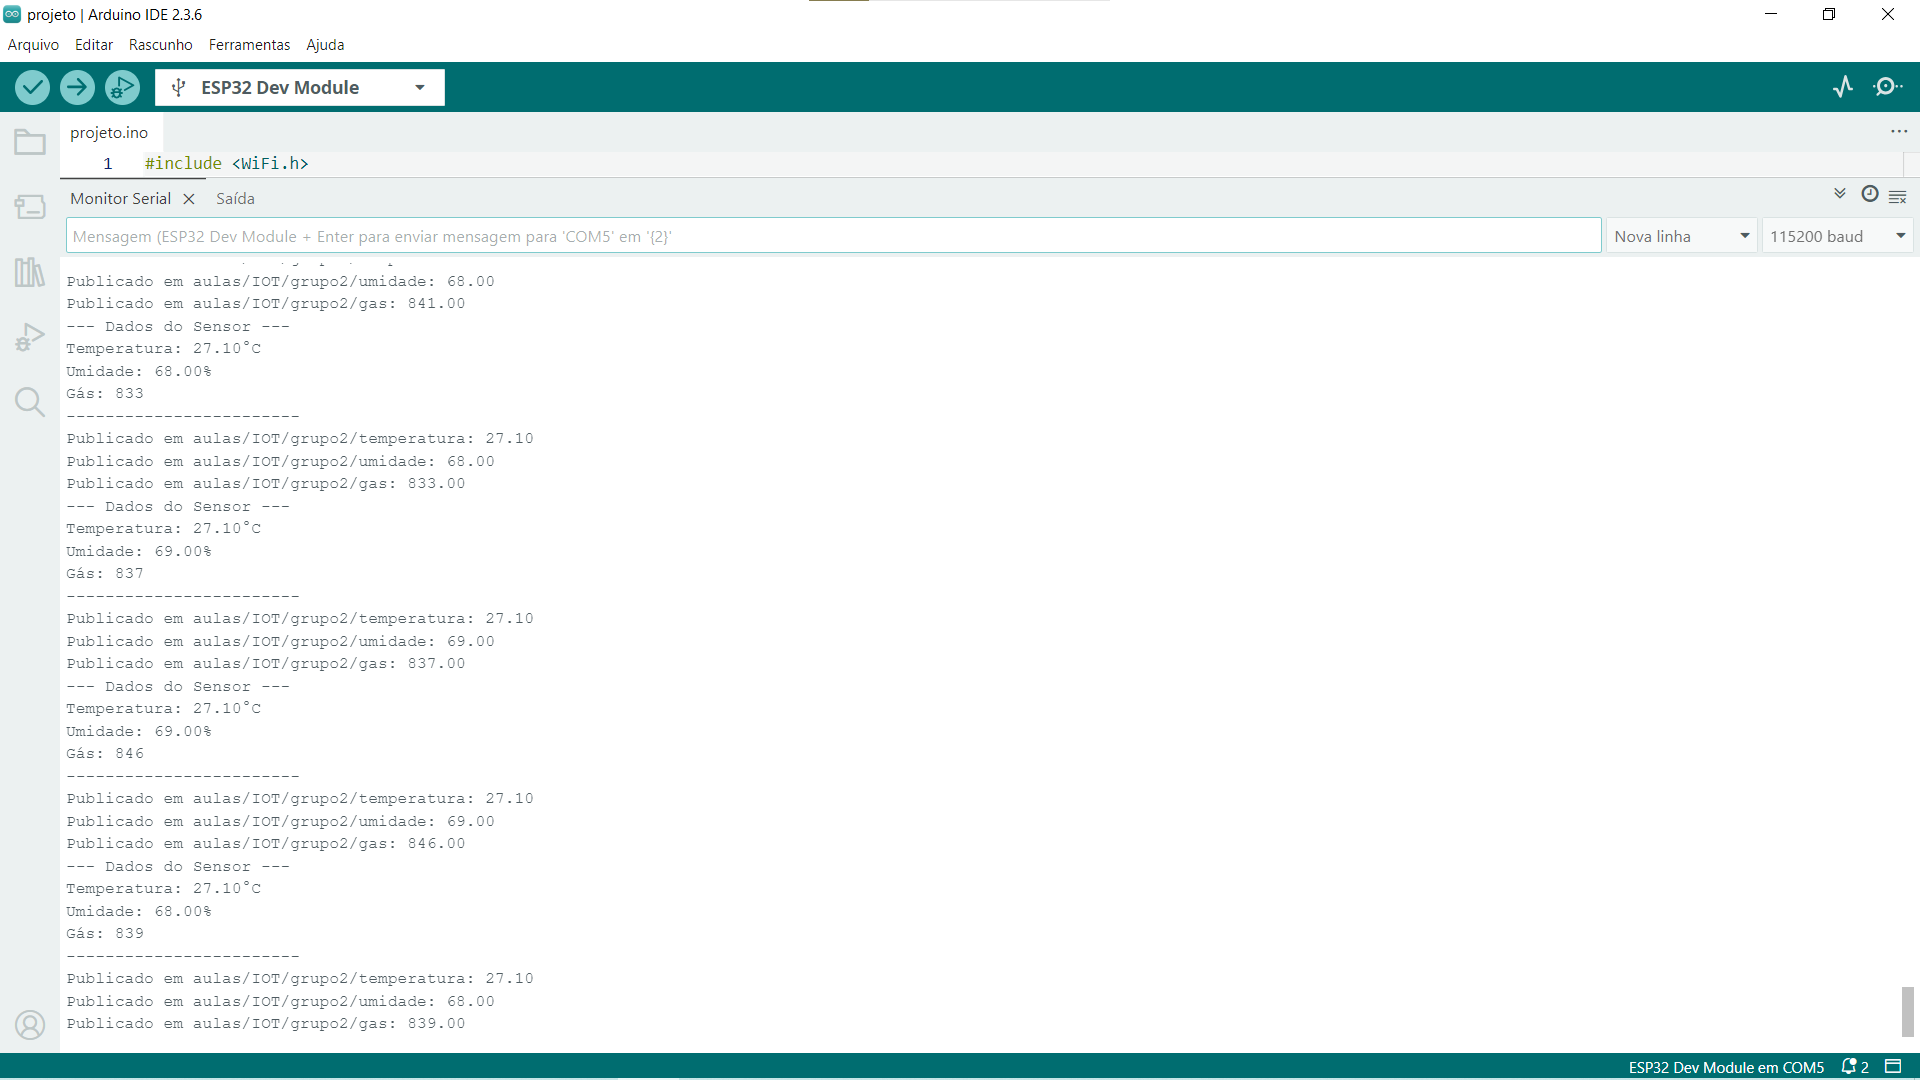 projeto | Arduino IDE 2.3.6
Arquivo Editar Rascunho Ferramentas Ajuda
ESP32 Dev Module
projeto.ino
1 #include <WiFi.h>
Monitor Serial Saída
Mensagem (ESP32 Dev Module + Enter para enviar mensagem para 'COM5' em '{2}' Nova linha 115200 baud
Publicado em aulas/IOT/grupo2/umidade: 68.00
Publicado em aulas/IOT/grupo2/gas: 841.00
--- Dados do Sensor ---
Temperatura: 27.10°C
Umidade: 68.00%
Gás: 833
------------------------
Publicado em aulas/IOT/grupo2/temperatura: 27.10
Publicado em aulas/IOT/grupo2/umidade: 68.00
Publicado em aulas/IOT/grupo2/gas: 833.00
--- Dados do Sensor ---
Temperatura: 27.10°C
Umidade: 69.00%
Gás: 837
------------------------
Publicado em aulas/IOT/grupo2/temperatura: 27.10
Publicado em aulas/IOT/grupo2/umidade: 69.00
Publicado em aulas/IOT/grupo2/gas: 837.00
--- Dados do Sensor ---
Temperatura: 27.10°C
Umidade: 69.00%
Gás: 846
------------------------
Publicado em aulas/IOT/grupo2/temperatura: 27.10
Publicado em aulas/IOT/grupo2/umidade: 69.00
Publicado em aulas/IOT/grupo2/gas: 846.00
--- Dados do Sensor ---
Temperatura: 27.10°C
Umidade: 68.00%
Gás: 839
------------------------
Publicado em aulas/IOT/grupo2/temperatura: 27.10
Publicado em aulas/IOT/grupo2/umidade: 68.00
Publicado em aulas/IOT/grupo2/gas: 839.00
ESP32 Dev Module em COM5 2